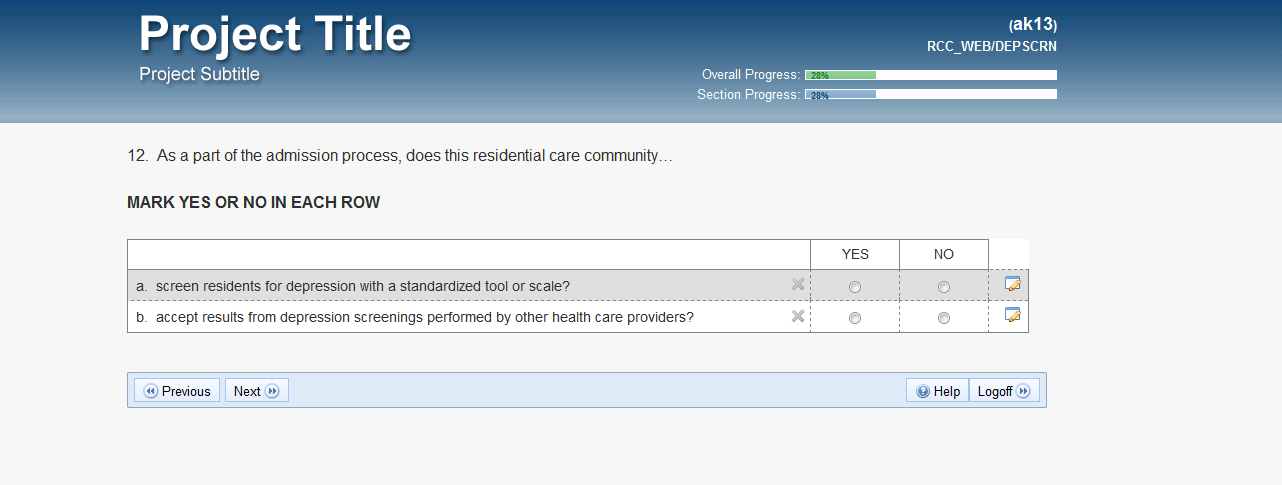 Project Title
Project Subtitle
(ak13)
RCC_WEB/DEPSCRN
Overall Progress: 28%
Section Progress: 28%
12. As a part of the admission process, does this residential care community…
MARK YES OR NO IN EACH ROW
YES NO
a. screen residents for depression with a standardized tool or scale?
b. accept results from depression screenings performed by other health care providers?
Previous Next Help Logoff